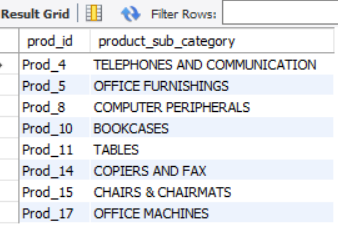 Result Grid Filter Rows:
prod_id product_sub_category
Prod_4 TELEPHONES AND COMMUNICATION
Prod_5 OFFICE FURNISHINGS
Prod_8 COMPUTER PERIPHERALS
Prod_10 BOOKCASES
Prod_11 TABLES
Prod_14 COPIERS AND FAX
Prod_15 CHAIRS & CHAIRMATS
Prod_17 OFFICE MACHINES